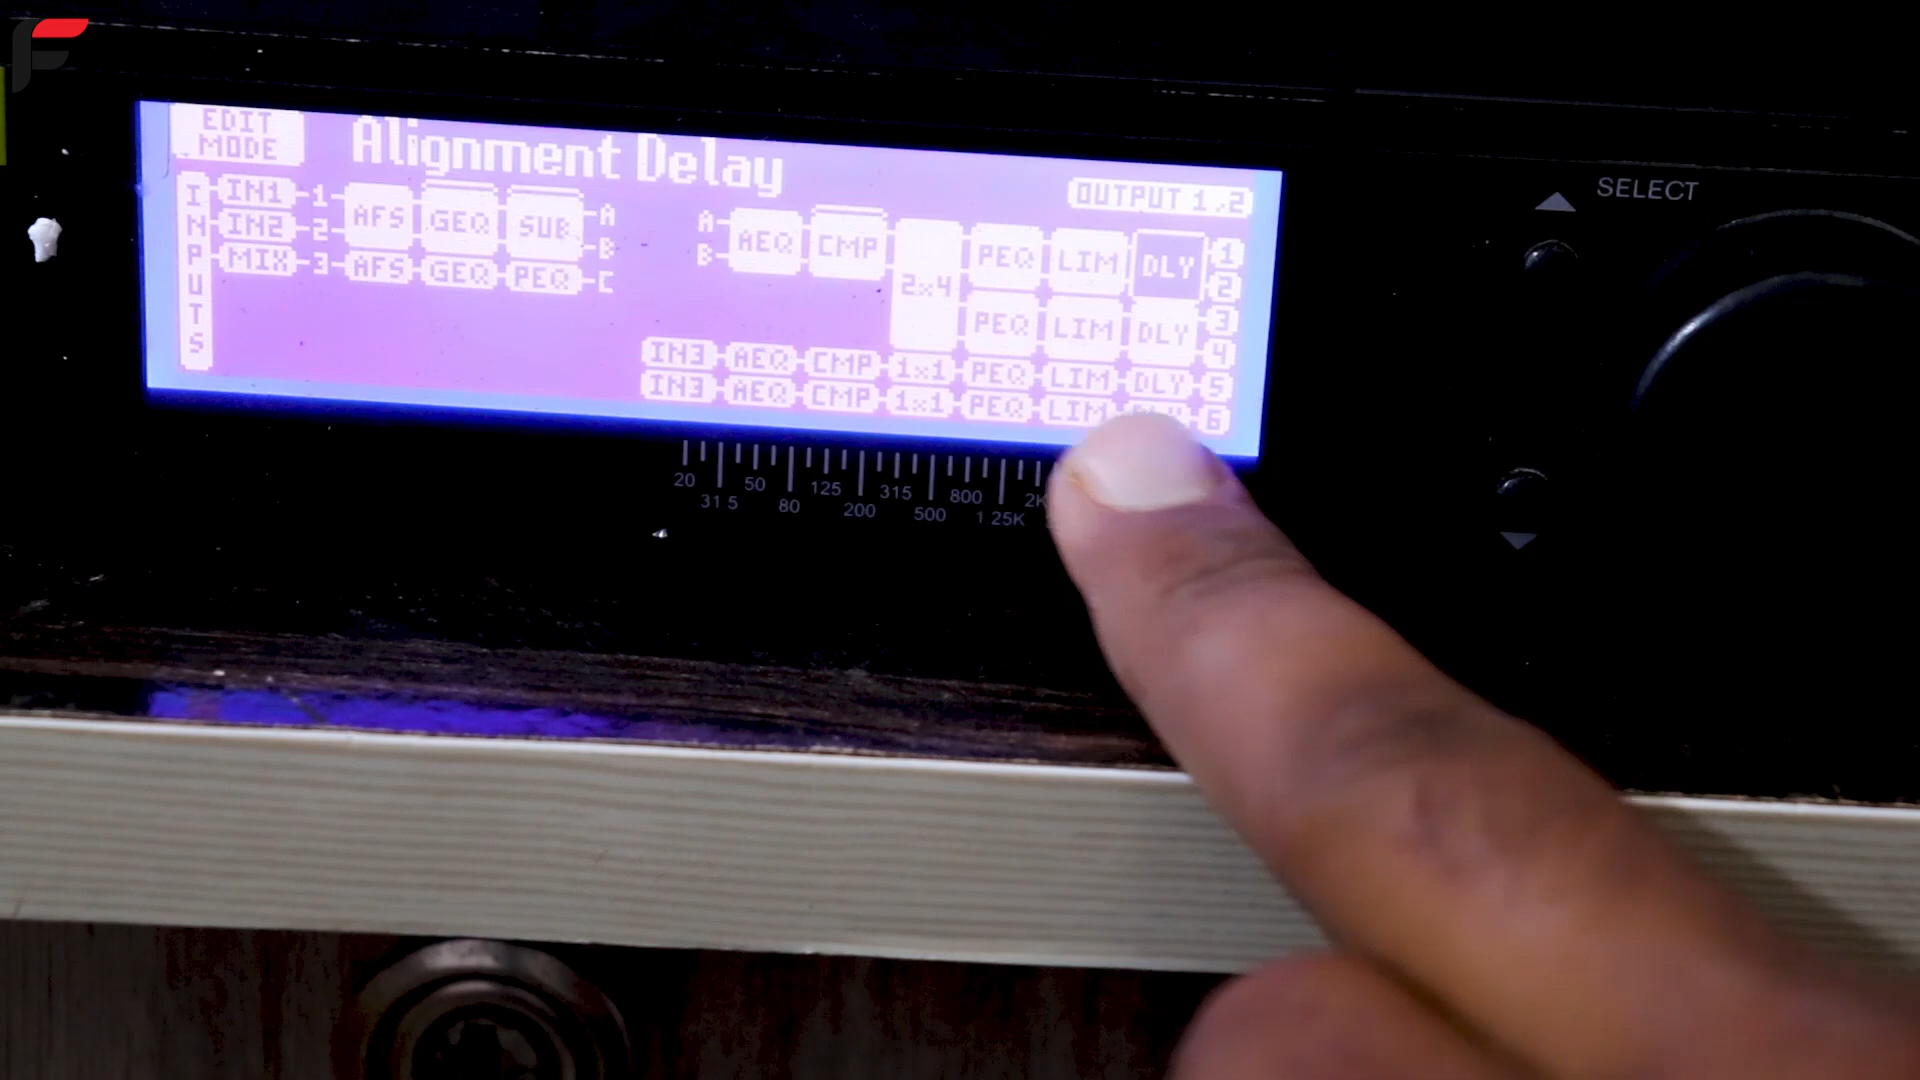 EDIT
MODE
Alignment Delay
OUTPUT 1,2
INPUTS
IN1 1 AFS GEQ SUB A
IN2 2 B
MIX 3 AFS GEQ PEQ C
A AEQ CMP 2x4 PEQ LIM DLY 1
B 2
PEQ LIM DLY 3
4
IN3 AEQ CMP 1x1 PEQ LIM DLY 5
IN3 AEQ CMP 1x1 PEQ LIM DLY 6
20 50 125 315 800 2K
31 5 80 200 500 1 25K
SELECT